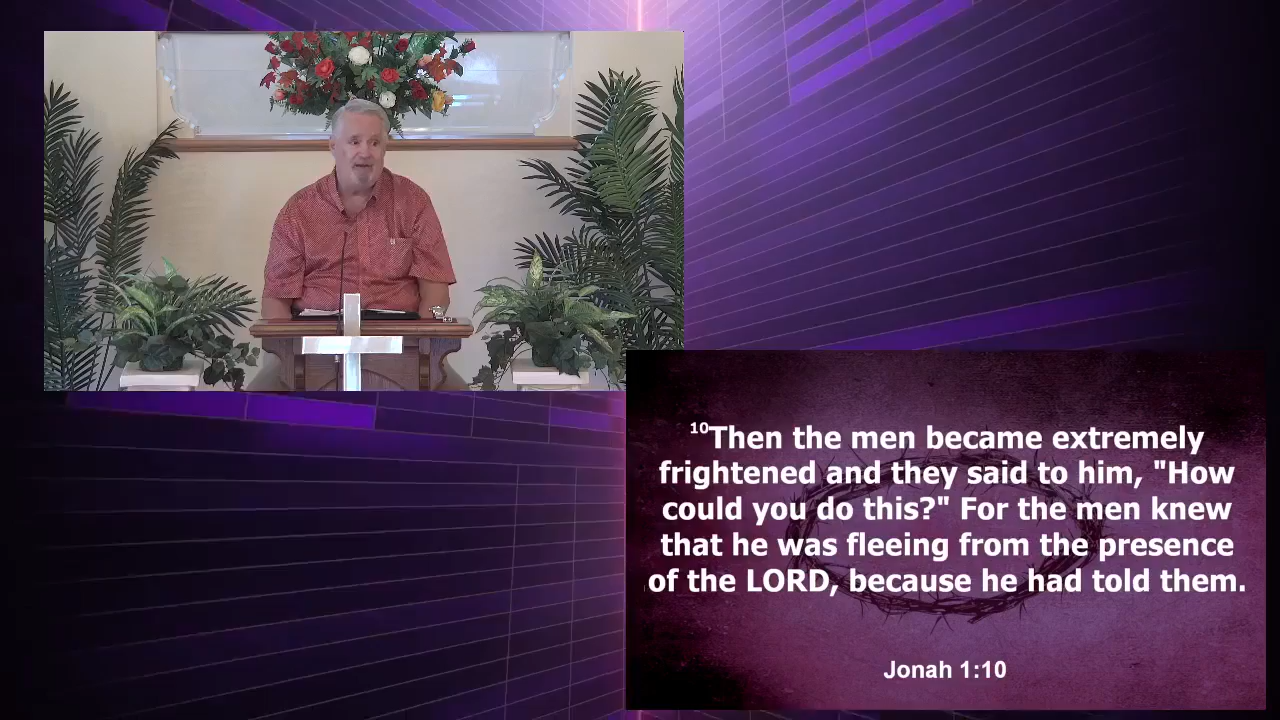 ¹⁰Then the men became extremely
frightened and they said to him, "How
could you do this?" For the men knew
that he was fleeing from the presence
of the LORD, because he had told them.
Jonah 1:10